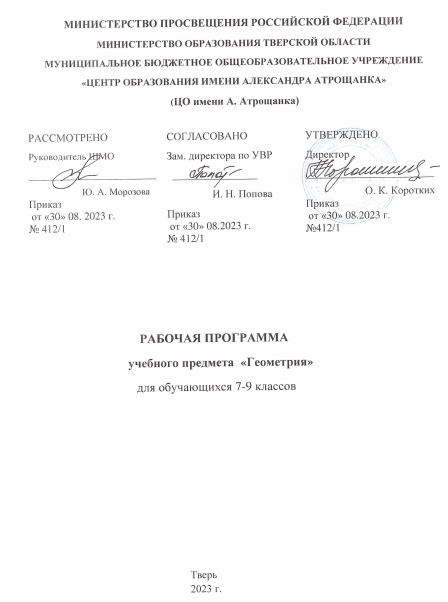 МИНИСТЕРСТВО ПРОСВЕЩЕНИЯ РОССИЙСКОЙ ФЕДЕРАЦИИ
МИНИСТЕРСТВО ОБРАЗОВАНИЯ ТВЕРСКОЙ ОБЛАСТИ
МУНИЦИПАЛЬНОЕ БЮДЖЕТНОЕ ОБЩЕОБРАЗОВАТЕЛЬНОЕ УЧРЕЖДЕНИЕ
«ЦЕНТР ОБРАЗОВАНИЯ ИМЕНИ АЛЕКСАНДРА АТРОЩАНКА»
(ЦО имени А. Атрощанка)
РАССМОТРЕНО
Руководитель ШМО
Ю. А. Морозова
Приказ
от «30» 08. 2023 г.
№ 412/1
СОГЛАСОВАНО
Зам. директора по УВР
И. Н. Попова
Приказ
от «30» 08.2023 г.
№ 412/1
УТВЕРЖДЕНО
Директор
О. К. Коротких
Приказ
от «30» 08. 2023 г.
№412/1
РАБОЧАЯ ПРОГРАММА
учебного предмета «Геометрия»
для обучающихся 7-9 классов
Тверь
2023 г.